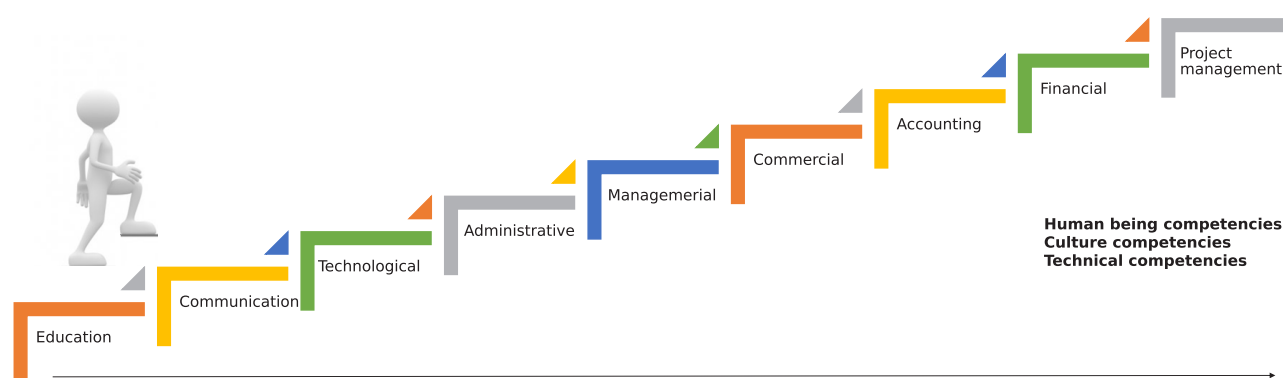 Education
Communication
Technological
Administrative
Managemerial
Commercial
Accounting
Financial
Project
management
Human being competencies
Culture competencies
Technical competencies